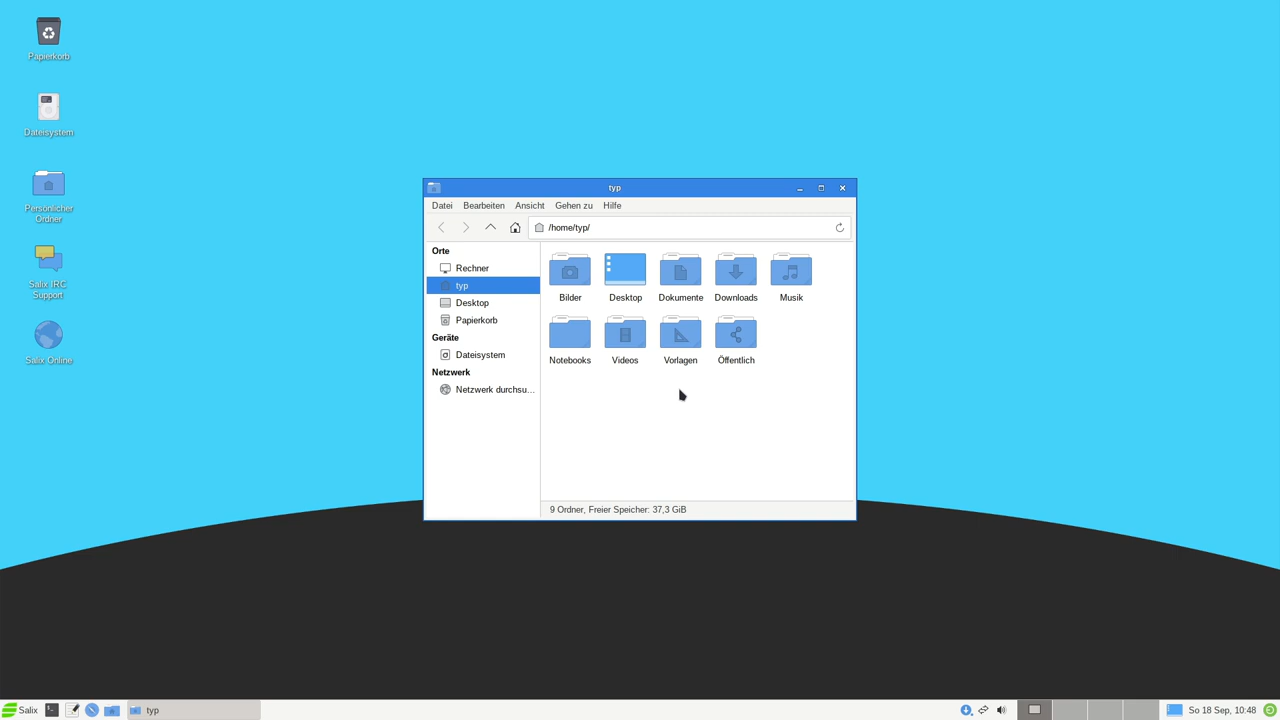 Papierkorb
Dateisystem
Persönlicher
Ordner
Salix IRC
Support
Salix Online
typ
Datei Bearbeiten Ansicht Gehen zu Hilfe
/home/typ/
Orte
Rechner
typ
Desktop
Papierkorb
Geräte
Dateisystem
Netzwerk
Netzwerk durchsu...
Bilder Desktop Dokumente Downloads Musik
Notebooks Videos Vorlagen Öffentlich
9 Ordner, Freier Speicher: 37,3 GiB
Salix typ So 18 Sep, 10:48